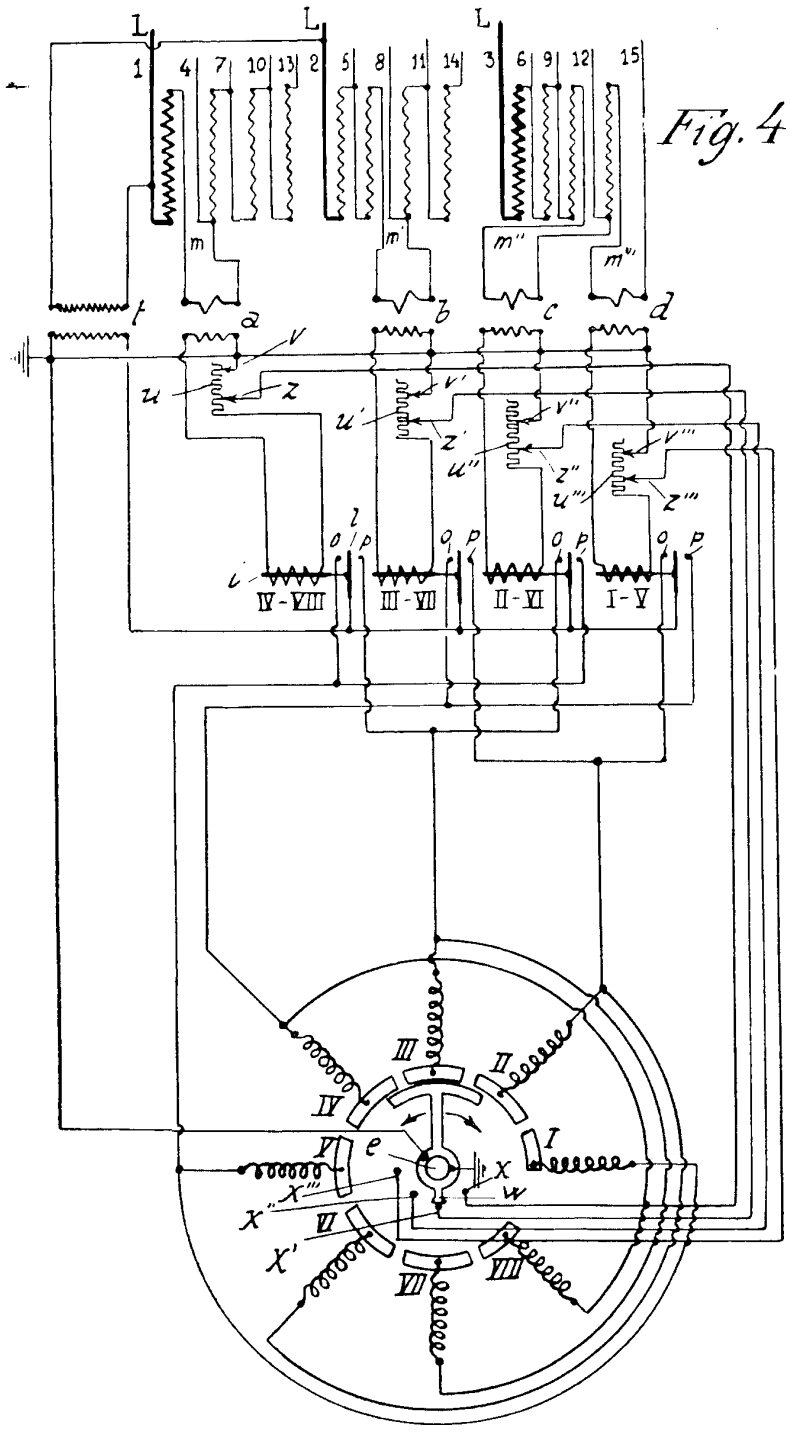 L L L
1 4 7 10 13 2 5 8 11 14 3 6 9 12 15
Fig. 4
m m' m" m'"
t a b c d
v
u z
v'
u' z'
v"
u" z"
v'"
u'" z'"
l
i o p o p o p o p
IV-VIII III-VII II-VI I-V
III II
IV I
V e
x'" x w
x" VI
x' VII VIII